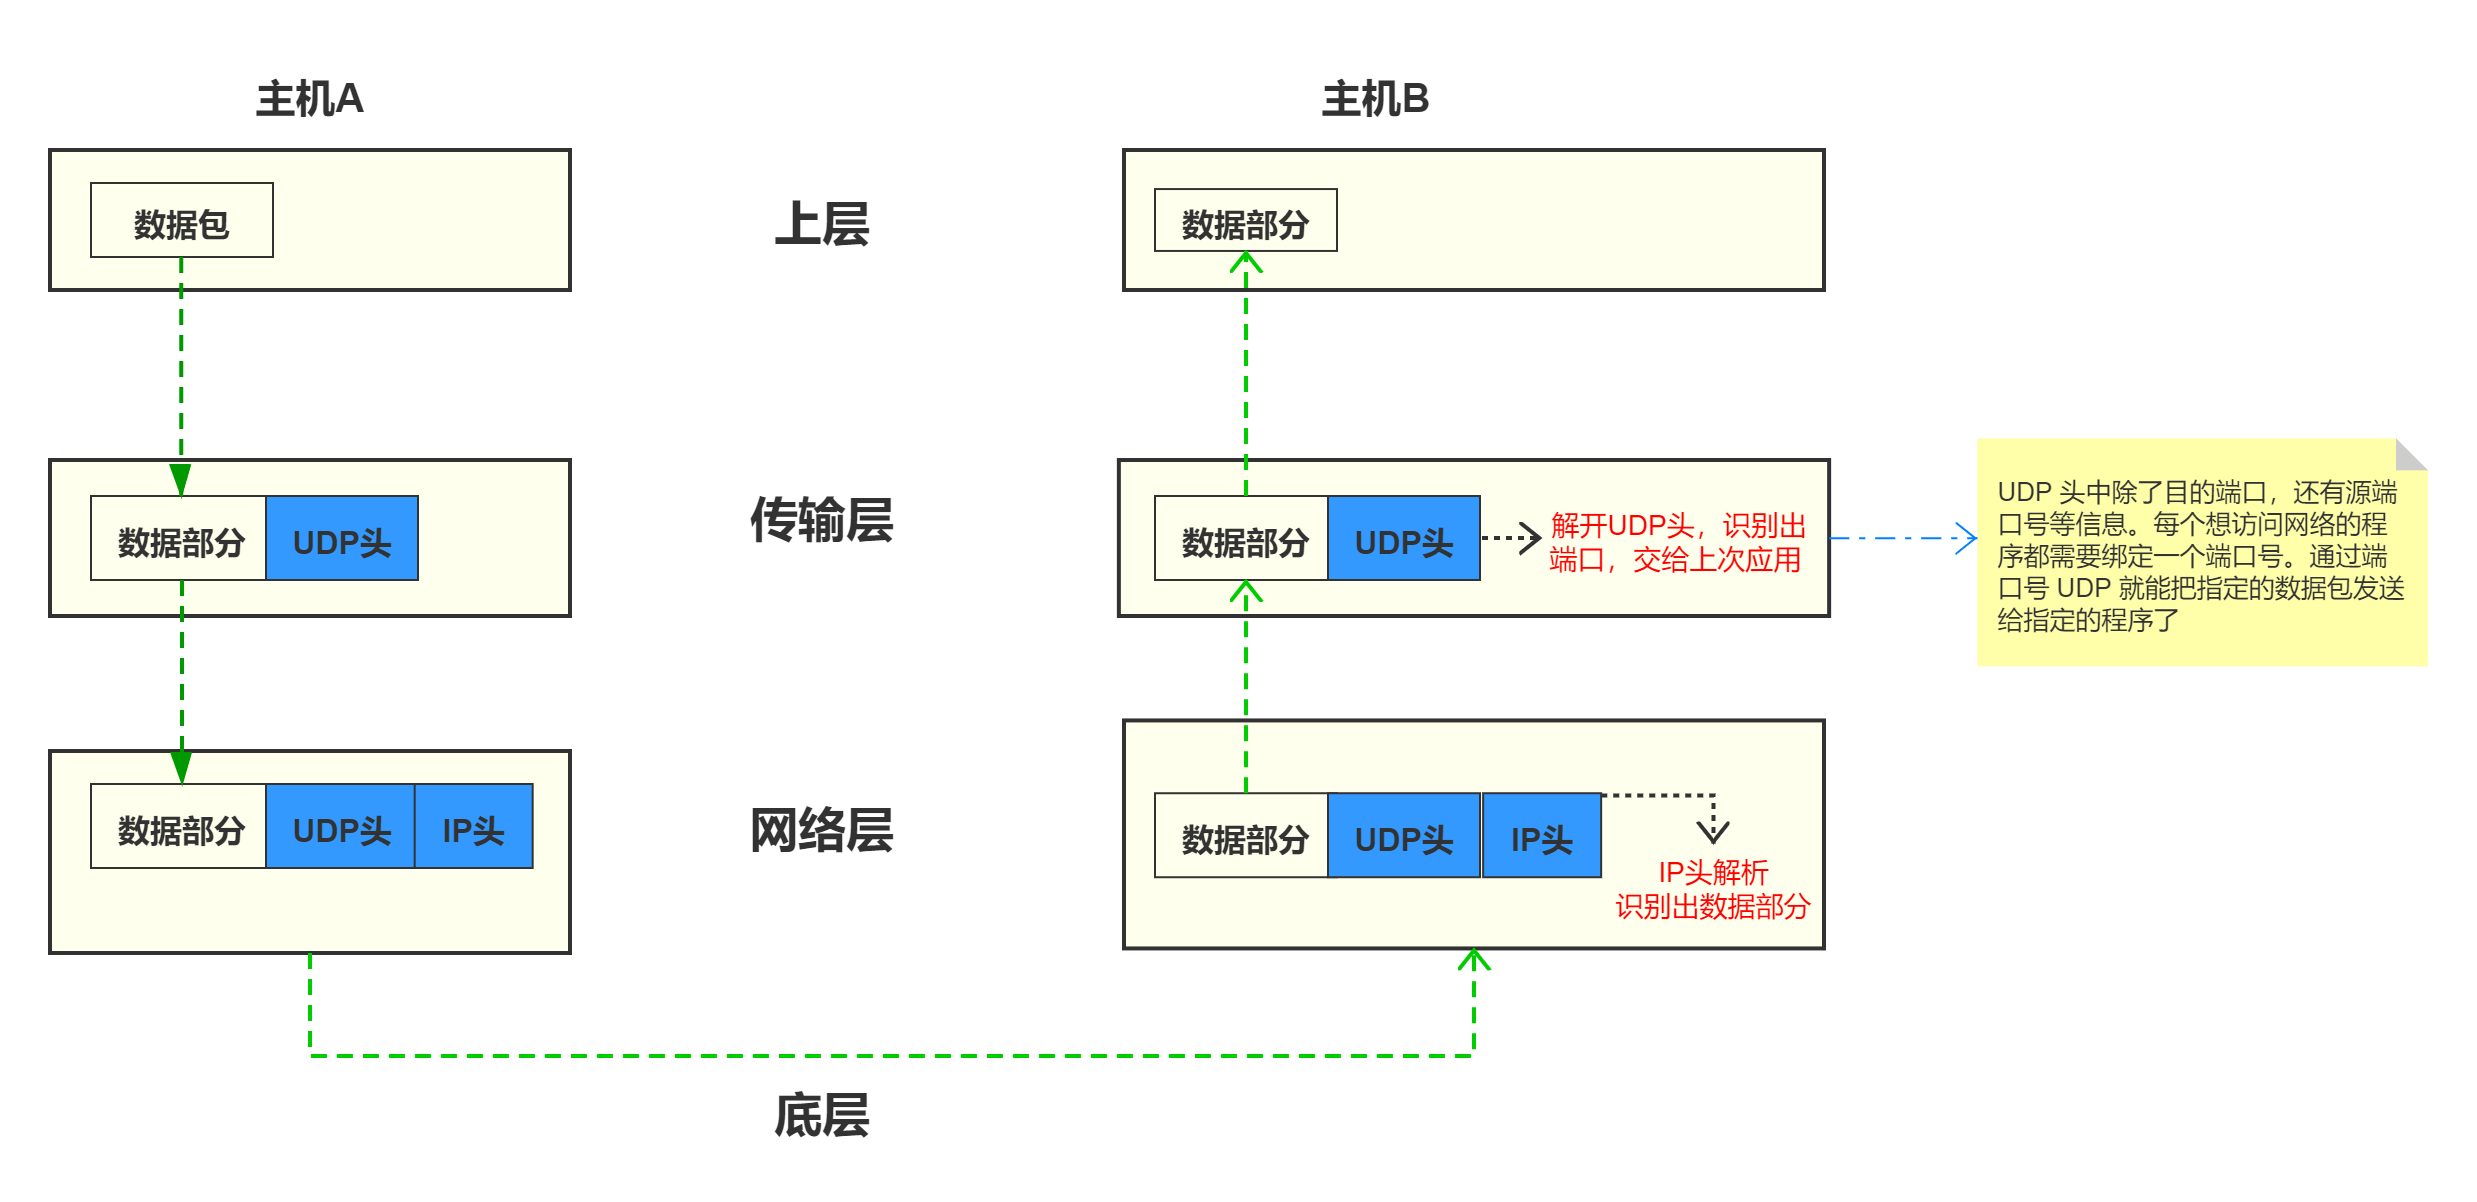 主机A
主机B
数据包
上层
数据部分
传输层
数据部分
UDP头
数据部分
UDP头
解开UDP头，识别出
端口，交给上次应用
UDP 头中除了目的端口，还有源端
口号等信息。每个想访问网络的程
序都需要绑定一个端口号。通过端
口号 UDP 就能把指定的数据包发送
给指定的程序了
网络层
数据部分
UDP头
IP头
数据部分
UDP头
IP头
IP头解析
识别出数据部分
底层